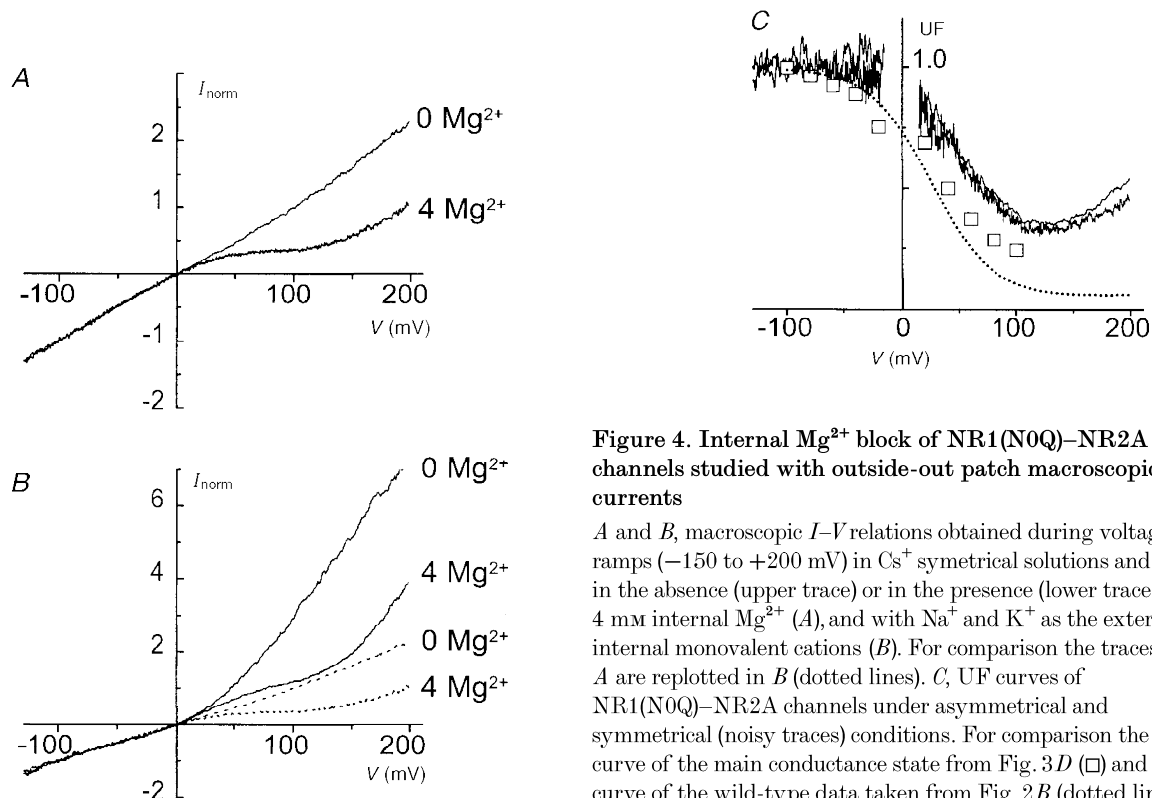 A
I norm
0 Mg²⁺
2
4 Mg²⁺
1
-100
100
200
V (mV)
-1
-2
B
I norm
0 Mg²⁺
6
4 Mg²⁺
4
0 Mg²⁺
2
4 Mg²⁺
-100
100
200
V (mV)
-2
C
UF
1.0
-100
0
100
200
V (mV)
Figure 4. Internal Mg²⁺ block of NR1(N0Q)–NR2A
channels studied with outside-out patch macroscopic
currents
A and B, macroscopic I–V relations obtained during
ramps (−150 to +200 mV) in Cs⁺ symetrical solutions and
in the absence (upper trace) or in the presence (lower
4 mM internal Mg²⁺ (A), and with Na⁺ and K⁺ as the
internal monovalent cations (B). For comparison the traces
A are replotted in B (dotted lines). C, UF curves of
NR1(N0Q)–NR2A channels under asymmetrical and
symmetrical (noisy traces) conditions. For comparison the
curve of the main conductance state from Fig. 3D (□) and
curve of the wild-type data taken from Fig. 2B (dotted